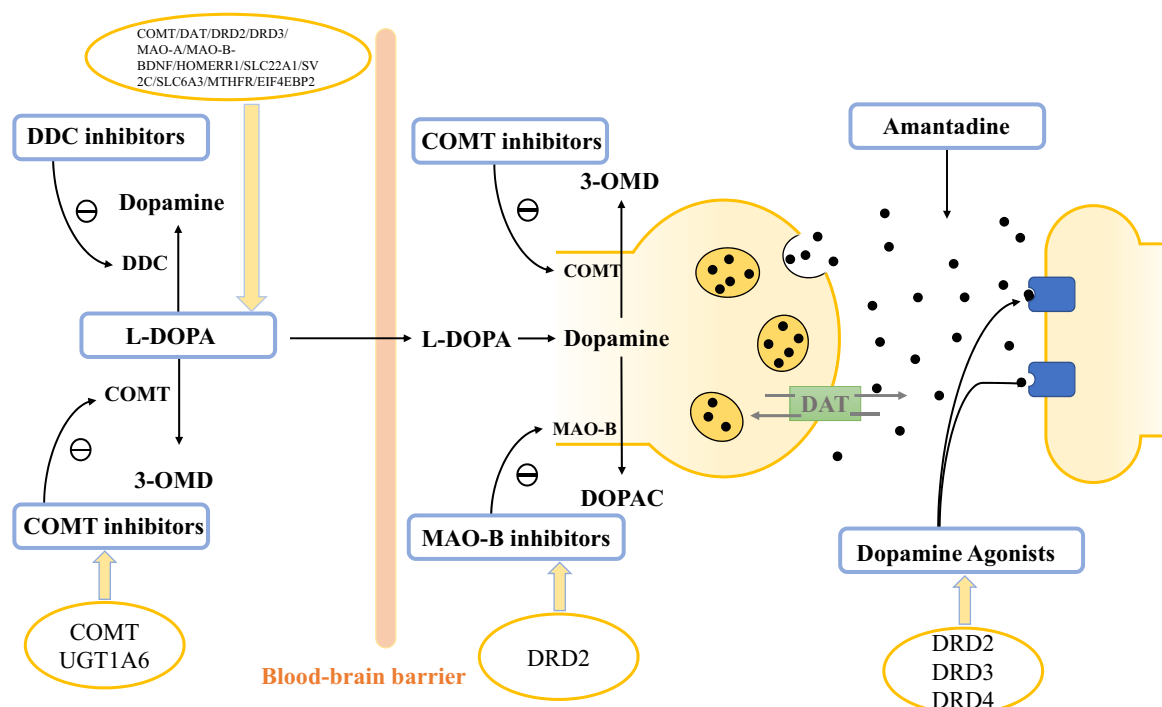 COMT/DAT/DRD2/DRD3/
MAO-A/MAO-B-
BDNF/HOMERR1/SLC22A1/SV
2C/SLC6A3/MTHFR/EIF4EBP2
DDC inhibitors
Dopamine
DDC
L-DOPA
COMT
3-OMD
COMT inhibitors
COMT
UGT1A6
Blood-brain barrier
COMT inhibitors
3-OMD
COMT
L-DOPA
Dopamine
MAO-B
DOPAC
MAO-B inhibitors
DRD2
DAT
Amantadine
Dopamine Agonists
DRD2
DRD3
DRD4